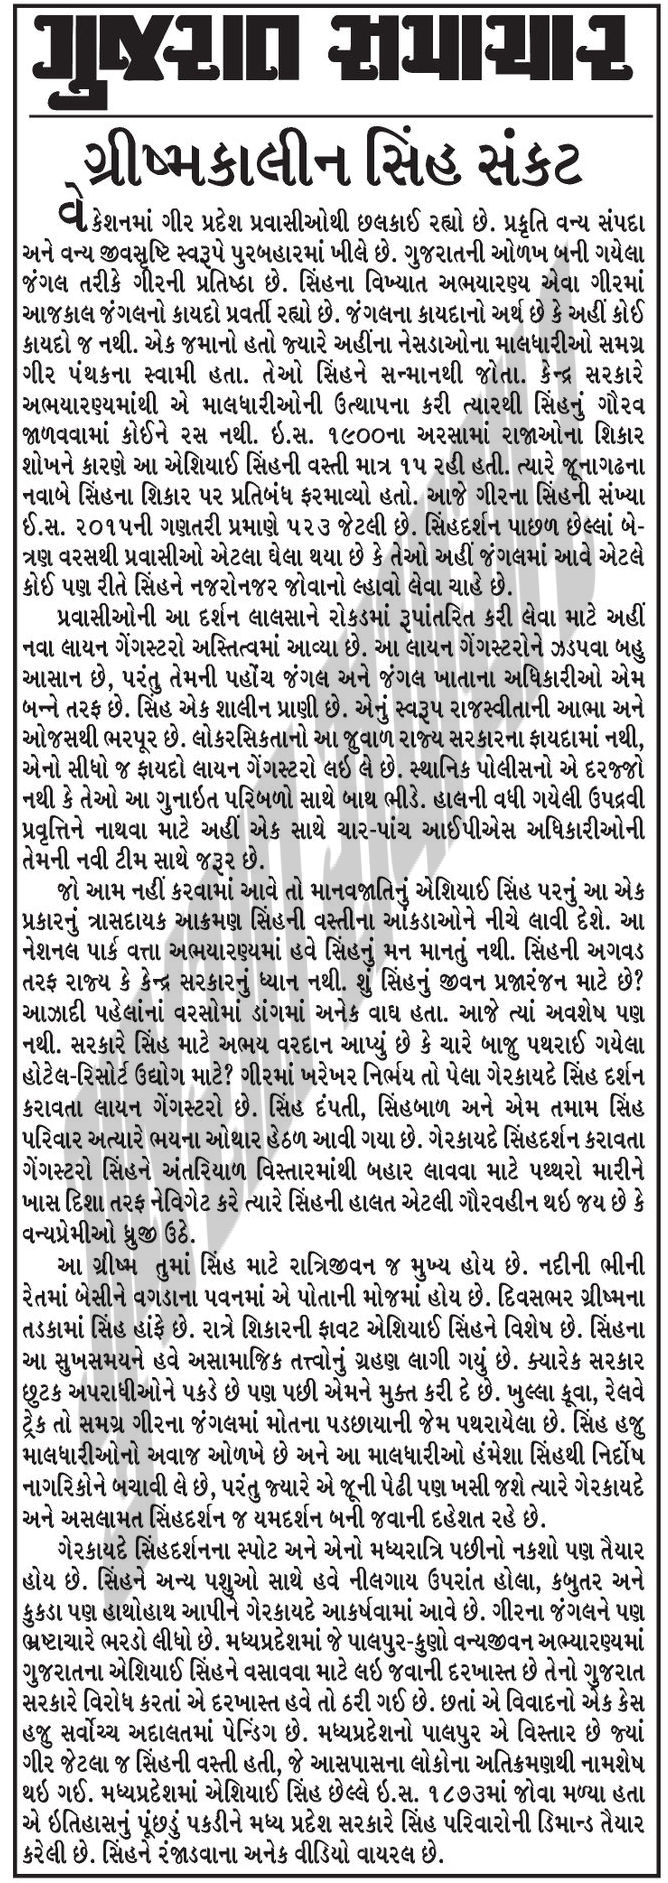 ગુજરાત સમાચાર
ગ્રીષ્મકાલીન સિંહ સંકટ
વેકેશનમાં ગીર પ્રદેશ પ્રવાસીઓથી છલકાઈ રહ્યો છે. પ્રકૃતિ વન્ય સંપદા
અને વન્ય જીવસૃષ્ટિ સ્વરૂપે પુરબહારમાં ખીલે છે. ગુજરાતની ઓળખ બની ગયેલા
જંગલ તરીકે ગીરની પ્રતિષ્ઠા છે. સિંહના વિખ્યાત અભયારણ્ય એવા ગીરમાં
આજકાલ જંગલનો કાયદો પ્રવર્તી રહ્યો છે. જંગલના કાયદાનો અર્થ છે કે અહીં કોઈ
કાયદો જ નથી. એક જમાનો હતો જ્યારે અહીંના નેસડાઓના માલધારીઓ સમગ્ર
ગીર પંથકના સ્વામી હતા. તેઓ સિંહને સન્માનથી જોતા. કેન્દ્ર સરકારે
અભયારણ્યમાંથી એ માલધારીઓની ઉત્થાપના કરી ત્યારથી સિંહનું ગૌરવ
જાળવવામાં કોઈને રસ નથી. ઇ.સ. ૧૯૦૦ના અરસામાં રાજાઓના શિકાર
શોખને કારણે આ એશિયાઈ સિંહની વસ્તી માત્ર ૧૫ રહી હતી. ત્યારે જૂનાગઢના
નવાબે સિંહના શિકાર પર પ્રતિબંધ ફરમાવ્યો હતો. આજે ગીરના સિંહની સંખ્યા
ઈ.સ. ૨૦૧૫ની ગણતરી પ્રમાણે ૫૨૩ જેટલી છે. સિંહદર્શન પાછળ છેલ્લાં બે-
ત્રણ વરસથી પ્રવાસીઓ એટલા ઘેલા થયા છે કે તેઓ અહીં જંગલમાં આવે એટલે
કોઈ પણ રીતે સિંહને નજરોનજર જોવાનો લ્હાવો લેવા ચાહે છે.
પ્રવાસીઓની આ દર્શન લાલસાને રોકડમાં રૂપાંતરિત કરી લેવા માટે અહીં
નવા લાયન ગેંગસ્ટરો અસ્તિત્વમાં આવ્યા છે. આ લાયન ગેંગસ્ટરોને ઝડપવા બહુ
આસાન છે, પરંતુ તેમની પહોંચ જંગલ અને જંગલ ખાતાના અધિકારીઓ એમ
બન્ને તરફ છે. સિંહ એક શાલીન પ્રાણી છે. એનું સ્વરૂપ રાજસ્વીતાની આભા અને
ઓજસથી ભરપૂર છે. લોકરસિકતાનો આ જુવાળ રાજ્ય સરકારના ફાયદામાં નથી,
એનો સીધો જ ફાયદો લાયન ગેંગસ્ટરો લઇ લે છે. સ્થાનિક પોલીસનો એ દરજ્જો
નથી કે તેઓ આ ગુનાઇત પરિબળો સાથે બાથ ભીડે. હાલની વધી ગયેલી ઉપદ્રવી
પ્રવૃત્તિને નાથવા માટે અહીં એક સાથે ચાર-પાંચ આઈપીએસ અધિકારીઓની
તેમની નવી ટીમ સાથે જરૂર છે.
જો આમ નહીં કરવામાં આવે તો માનવજાતિનું એશિયાઈ સિંહ પરનું આ એક
પ્રકારનું ત્રાસદાયક આક્રમણ સિંહની વસ્તીના આંકડાઓને નીચે લાવી દેશે. આ
નેશનલ પાર્ક વત્તા અભયારણ્યમાં હવે સિંહનું મન માનતું નથી. સિંહની અગવડ
તરફ રાજ્ય કે કેન્દ્ર સરકારનું ધ્યાન નથી. શું સિંહનું જીવન પ્રજારંજન માટે છે?
આઝાદી પહેલાનાં વરસોમાં ડાંગમાં અનેક વાઘ હતા. આજે ત્યાં અવશેષ પણ
નથી. સરકારે સિંહ માટે અભય વરદાન આપ્યું છે કે ચારે બાજુ પથરાઈ ગયેલા
હોટેલ-રિસોર્ટ ઉદ્યોગ માટે? ગીરમાં ખરેખર નિર્ભય તો પેલા ગેરકાયદે સિંહ દર્શન
કરાવતા લાયન ગેંગસ્ટરો છે. સિંહ દંપતી, સિંહબાળ અને એમ તમામ સિંહ
પરિવાર અત્યારે ભયના ઓથાર હેઠળ આવી ગયા છે. ગેરકાયદે સિંહદર્શન કરાવતા
ગેંગસ્ટરો સિંહને અંતરિયાળ વિસ્તારમાંથી બહાર લાવવા માટે પથ્થરો મારીને
ખાસ દિશા તરફ નેવિગેટ કરે ત્યારે સિંહની હાલત એટલી ગૌરવહીન થઇ જય છે કે
વન્યપ્રેમીઓ ધ્રુજી ઉઠે.
આ ગ્રીષ્મ તુમાં સિંહ માટે રાત્રિજીવન જ મુખ્ય હોય છે. નદીની ભીની
રેતમાં બેસીને વગડાના પવનમાં એ પોતાની મોજમાં હોય છે. દિવસભર ગ્રીષ્મના
તડકામાં સિંહ હાંફે છે. રાત્રે શિકારની ફાવટ એશિયાઈ સિંહને વિશેષ છે. સિંહના
આ સુખસમયને હવે અસામાજિક તત્ત્વોનું ગ્રહણ લાગી ગયું છે. ક્યારેક સરકાર
છુટક અપરાધીઓને પકડે છે પણ પછી એમને મુક્ત કરી દે છે. ખુલ્લા કૂવા, રેલવે
ટ્રેક તો સમગ્ર ગીરના જંગલમાં મોતના પડછાયાની જેમ પથરાયેલા છે. સિંહ હજુ
માલધારીઓનો અવાજ ઓળખે છે અને આ માલધારીઓ હંમેશા સિંહથી નિર્દોષ
નાગરિકોને બચાવી લે છે, પરંતુ જ્યારે એ જૂની પેઢી પણ ખસી જશે ત્યારે ગેરકાયદે
અને અસલામત સિંહદર્શન જ યમદર્શન બની જવાની દહેશત રહે છે.
ગેરકાયદે સિંહદર્શનના સ્પોટ અને એનો મધ્યરાત્રિ પછીનો નકશો પણ તૈયાર
હોય છે. સિંહને અન્ય પશુઓ સાથે હવે નીલગાય ઉપરાંત હોલા, કબુતર અને
કુકડા પણ હાથોહાથ આપીને ગેરકાયદે આકર્ષવામાં આવે છે. ગીરના જંગલને પણ
ભ્રષ્ટાચારે ભરડો લીધો છે. મધ્યપ્રદેશમાં જે પાલપુર-કુણો વન્યજીવન અભ્યારણ્યમાં
ગુજરાતના એશિયાઈ સિંહને વસાવવા માટે લઇ જવાની દરખાસ્ત છે તેનો ગુજરાત
સરકારે વિરોધ કરતાં એ દરખાસ્ત હવે તો ઠરી ગઈ છે. છતાં એ વિવાદનો એક કેસ
હજુ સર્વોચ્ચ અદાલતમાં પેન્ડિંગ છે. મધ્યપ્રદેશનો પાલપુર એ વિસ્તાર છે જ્યાં
ગીર જેટલા જ સિંહની વસ્તી હતી, જે આસપાસના લોકોના અતિક્રમણથી નામશેષ
થઇ ગઈ. મધ્યપ્રદેશમાં એશિયાઈ સિંહ છેલ્લે ઇ.સ. ૧૮૭૩માં જોવા મળ્યા હતા
એ ઇતિહાસનું પૂંછડું પકડીને મધ્ય પ્રદેશ સરકારે સિંહ પરિવારોની ડિમાન્ડ તૈયાર
કરેલી છે. સિંહને રંજાડવાના અનેક વીડિયો વાયરલ છે.